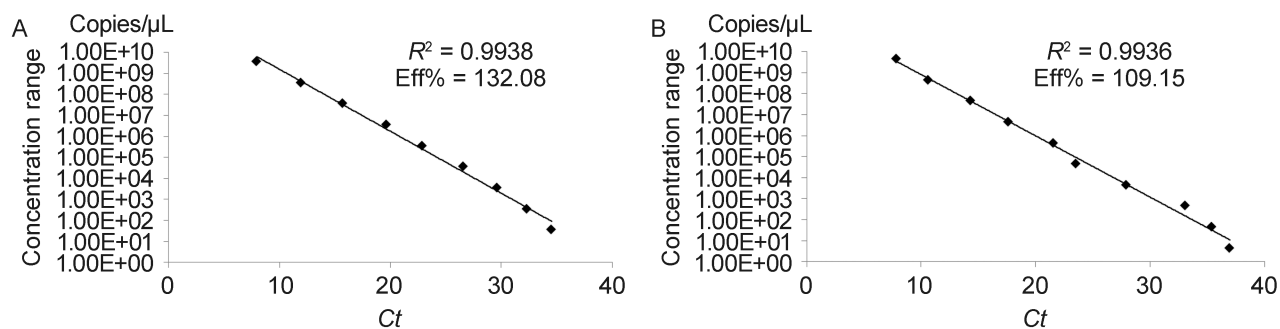 A
Copies/µL
Concentration range
1.00E+10
1.00E+09
1.00E+08
1.00E+07
1.00E+06
1.00E+05
1.00E+04
1.00E+03
1.00E+02
1.00E+01
1.00E+00
R² = 0.9938
Eff% = 132.08
0 10 20 30 40
Ct
B
Copies/µL
Concentration range
1.00E+10
1.00E+09
1.00E+08
1.00E+07
1.00E+06
1.00E+05
1.00E+04
1.00E+03
1.00E+02
1.00E+01
1.00E+00
R² = 0.9936
Eff% = 109.15
0 10 20 30 40
Ct